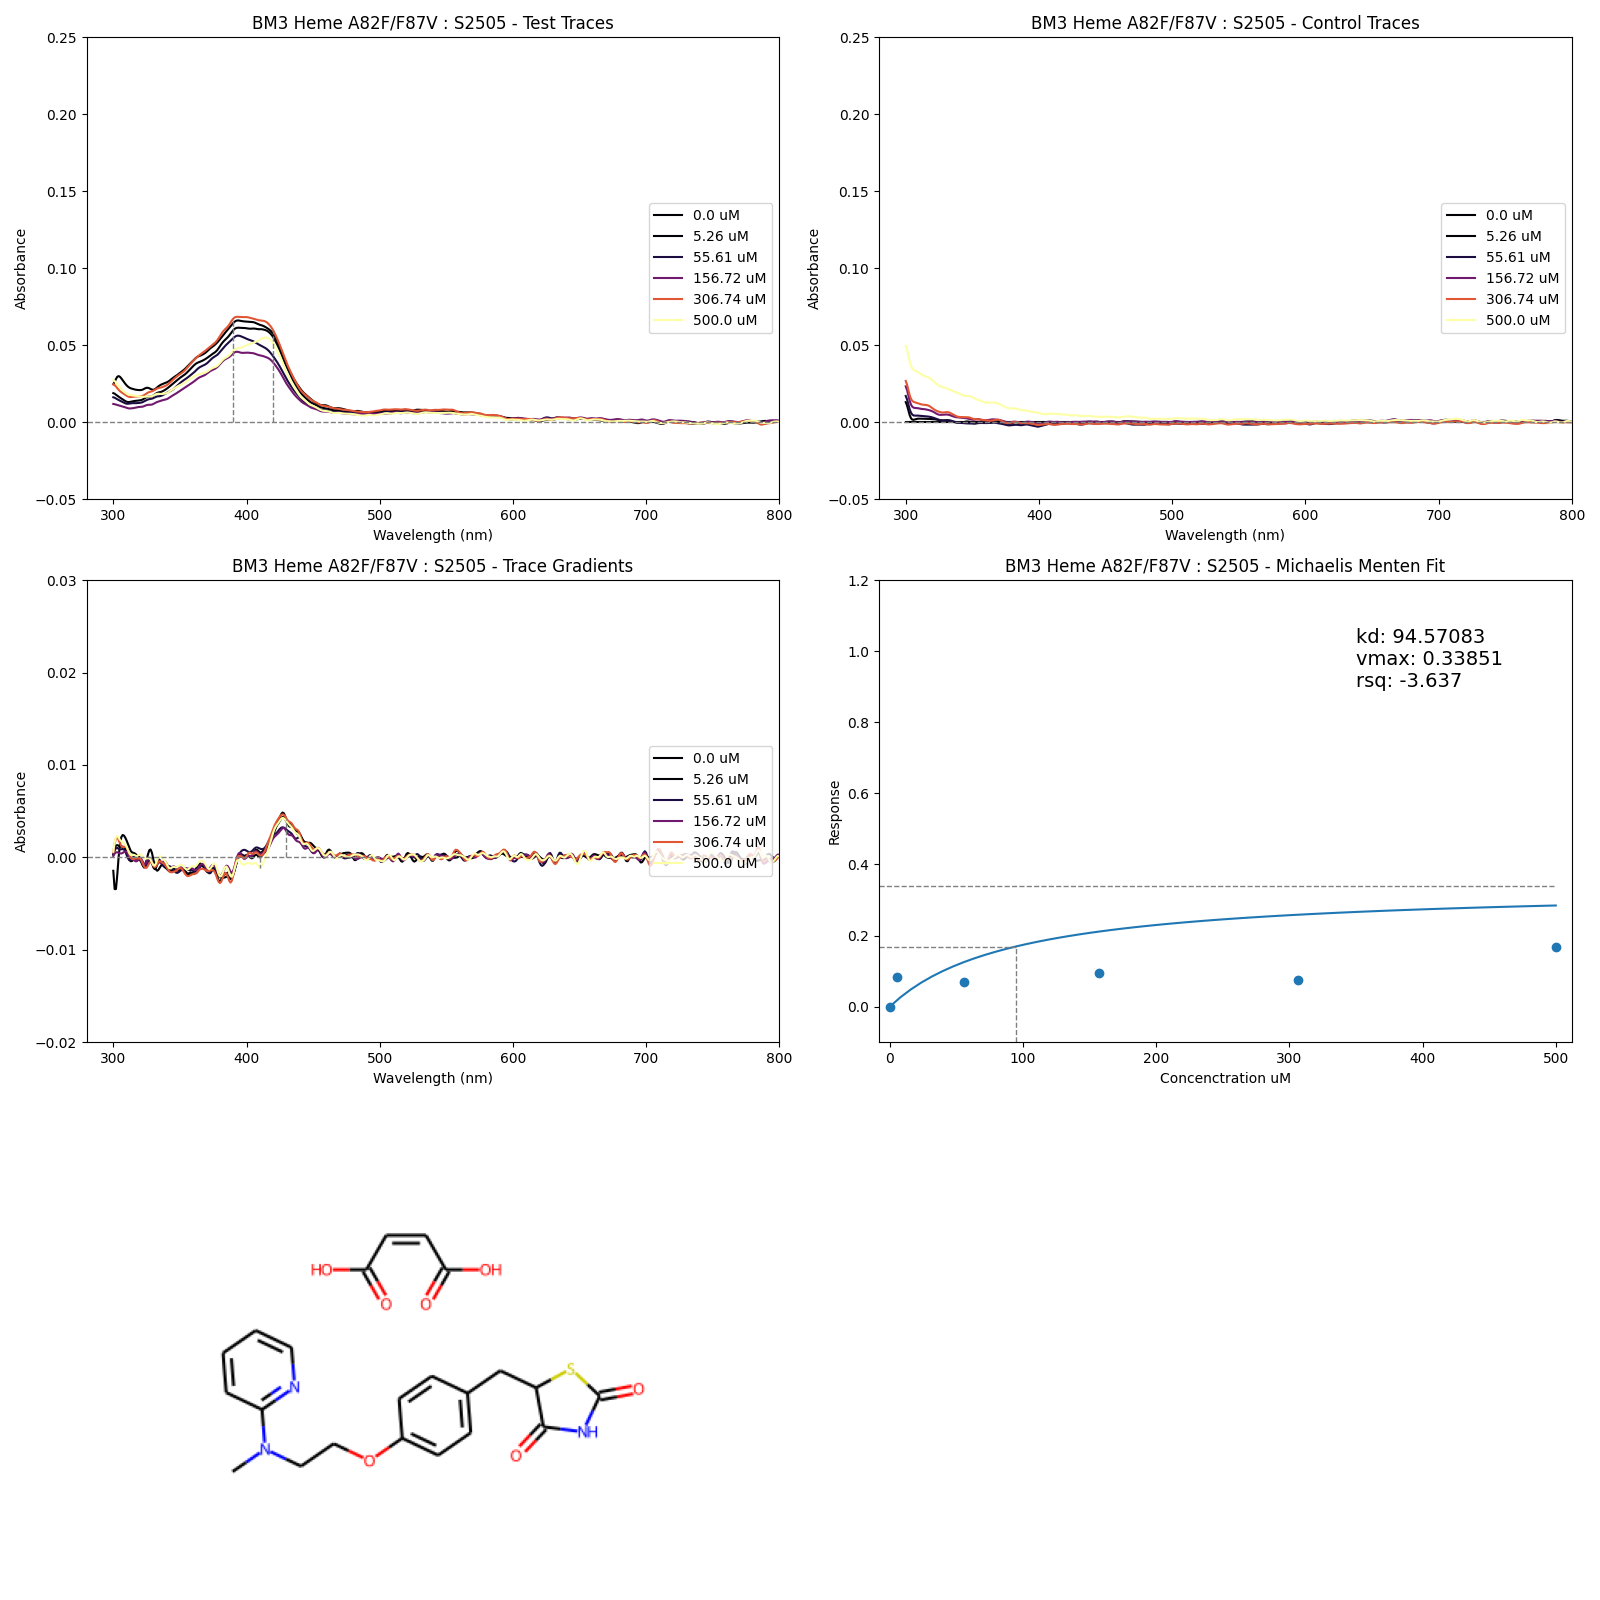 BM3 Heme A82F/F87V : S2505 - Test Traces
0.25
0.20
0.15
0.10
0.05
0.00
−0.05
Absorbance
300 400 500 600 700 800
Wavelength (nm)
0.0 uM
5.26 uM
55.61 uM
156.72 uM
306.74 uM
500.0 uM
BM3 Heme A82F/F87V : S2505 - Control Traces
0.25
0.20
0.15
0.10
0.05
0.00
−0.05
Absorbance
300 400 500 600 700 800
Wavelength (nm)
0.0 uM
5.26 uM
55.61 uM
156.72 uM
306.74 uM
500.0 uM
BM3 Heme A82F/F87V : S2505 - Trace Gradients
0.03
0.02
0.01
0.00
−0.01
−0.02
Absorbance
300 400 500 600 700 800
Wavelength (nm)
0.0 uM
5.26 uM
55.61 uM
156.72 uM
306.74 uM
500.0 uM
BM3 Heme A82F/F87V : S2505 - Michaelis Menten Fit
1.2
1.0
0.8
0.6
0.4
0.2
0.0
Response
0 100 200 300 400 500
Concenctration uM
kd: 94.57083
vmax: 0.33851
rsq: -3.637
HO OH
O O
N S O
N O O NH